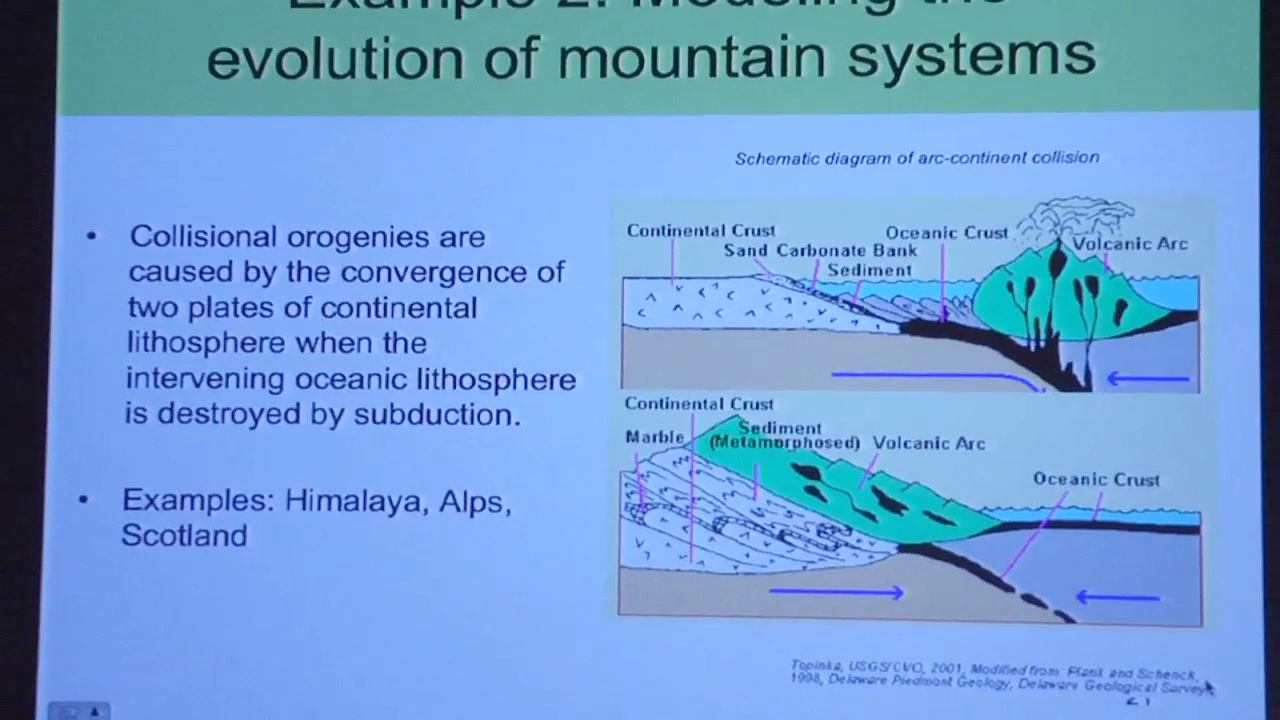 Example 2: Modelling the
evolution of mountain systems
Schematic diagram of arc-continent collision
• Collisional orogenies are
caused by the convergence of
two plates of continental
lithosphere when the
intervening oceanic lithosphere
is destroyed by subduction.
• Examples: Himalaya, Alps,
Scotland
Continental Crust
Oceanic Crust
Sand Carbonate Bank
Volcanic Arc
Sediment
Continental Crust
Sediment
Marble
(Metamorphosed)
Volcanic Arc
Oceanic Crust
Topinka, USGS/CVO, 2001, Modified from: Plank and Schenck,
1998, Delaware Piedmont Geology, Delaware Geological Survey